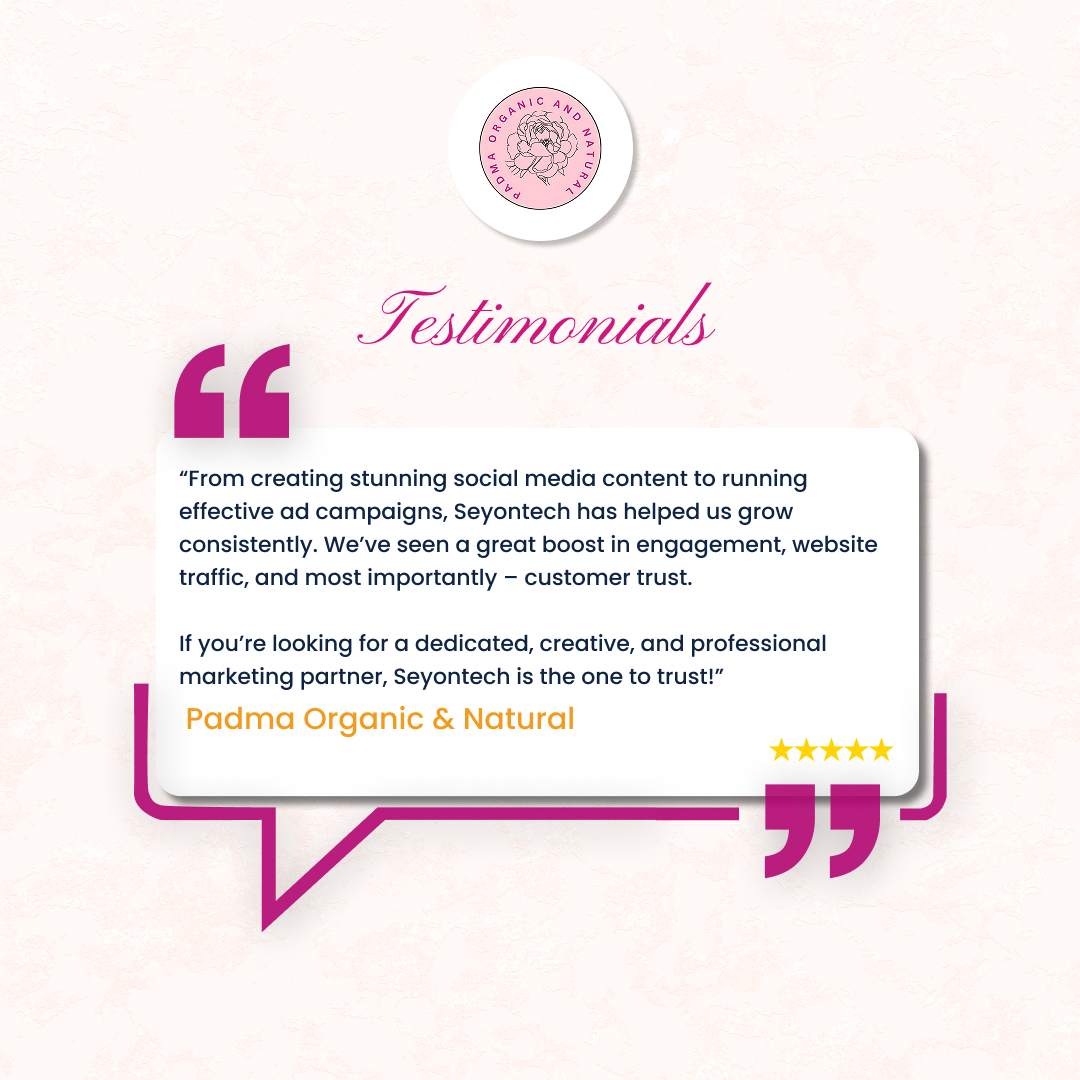 PADMA ORGANIC AND NATURAL
Testimonials
“From creating stunning social media content to running
effective ad campaigns, Seyontech has helped us grow
consistently. We’ve seen a great boost in engagement, website
traffic, and most importantly – customer trust.
If you’re looking for a dedicated, creative, and professional
marketing partner, Seyontech is the one to trust!”
Padma Organic & Natural